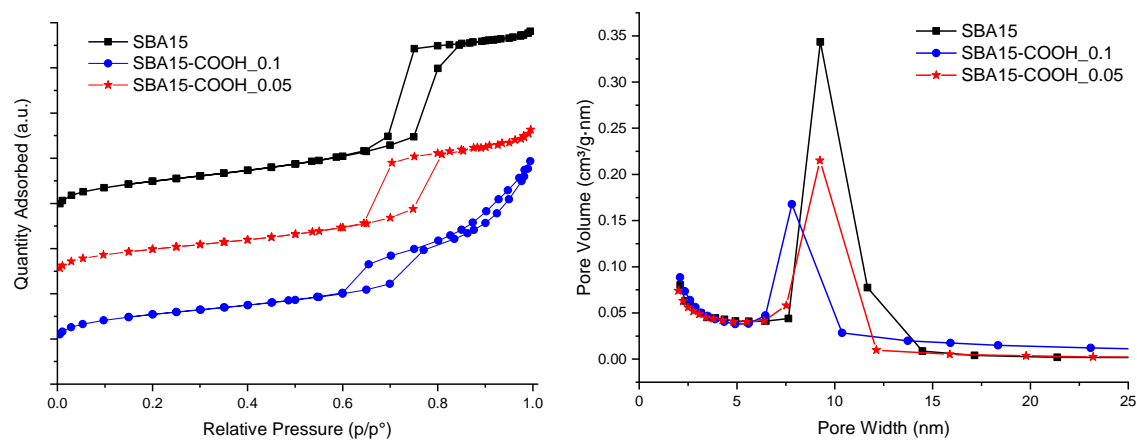 SBA15
SBA15-COOH_0.1
SBA15-COOH_0.05
Quantity Adsorbed (a.u.)
0.0 0.2 0.4 0.6 0.8 1.0
Relative Pressure (p/p°)
SBA15
SBA15-COOH_0.1
SBA15-COOH_0.05
Pore Volume (cm³/g·nm)
0.35
0.30
0.25
0.20
0.15
0.10
0.05
0.00
0 5 10 15 20 25
Pore Width (nm)